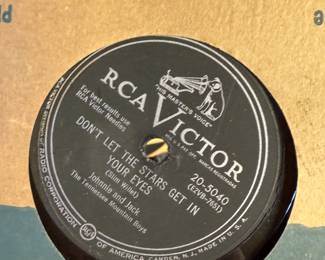 "HIS MASTER'S VOICE"
RCA VICTOR
For best results use
RCA Victor Needles
20-5040
(E2VB-7651)
DON'T LET THE STARS GET IN
YOUR EYES
(Slim Willet)
Johnnie and Jack
The Tennessee Mountain Boys
RADIO CORPORATION
RCA
OF AMERICA, CAMDEN, N. J. MADE IN U. S. A.